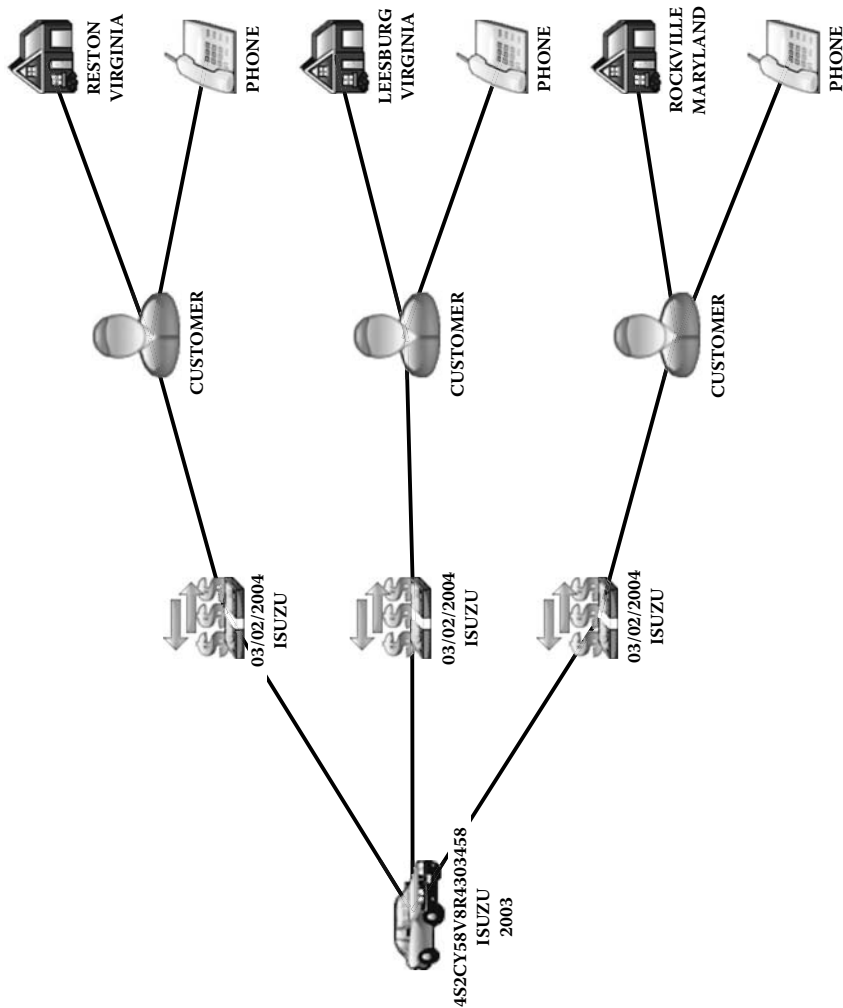 RESTON
VIRGINIA
PHONE
LEESBURG
VIRGINIA
PHONE
ROCKVILLE
MARYLAND
PHONE
CUSTOMER
CUSTOMER
CUSTOMER
03/02/2004
ISUZU
03/02/2004
ISUZU
03/02/2004
ISUZU
4S2CY58V8R4303458
ISUZU
2003